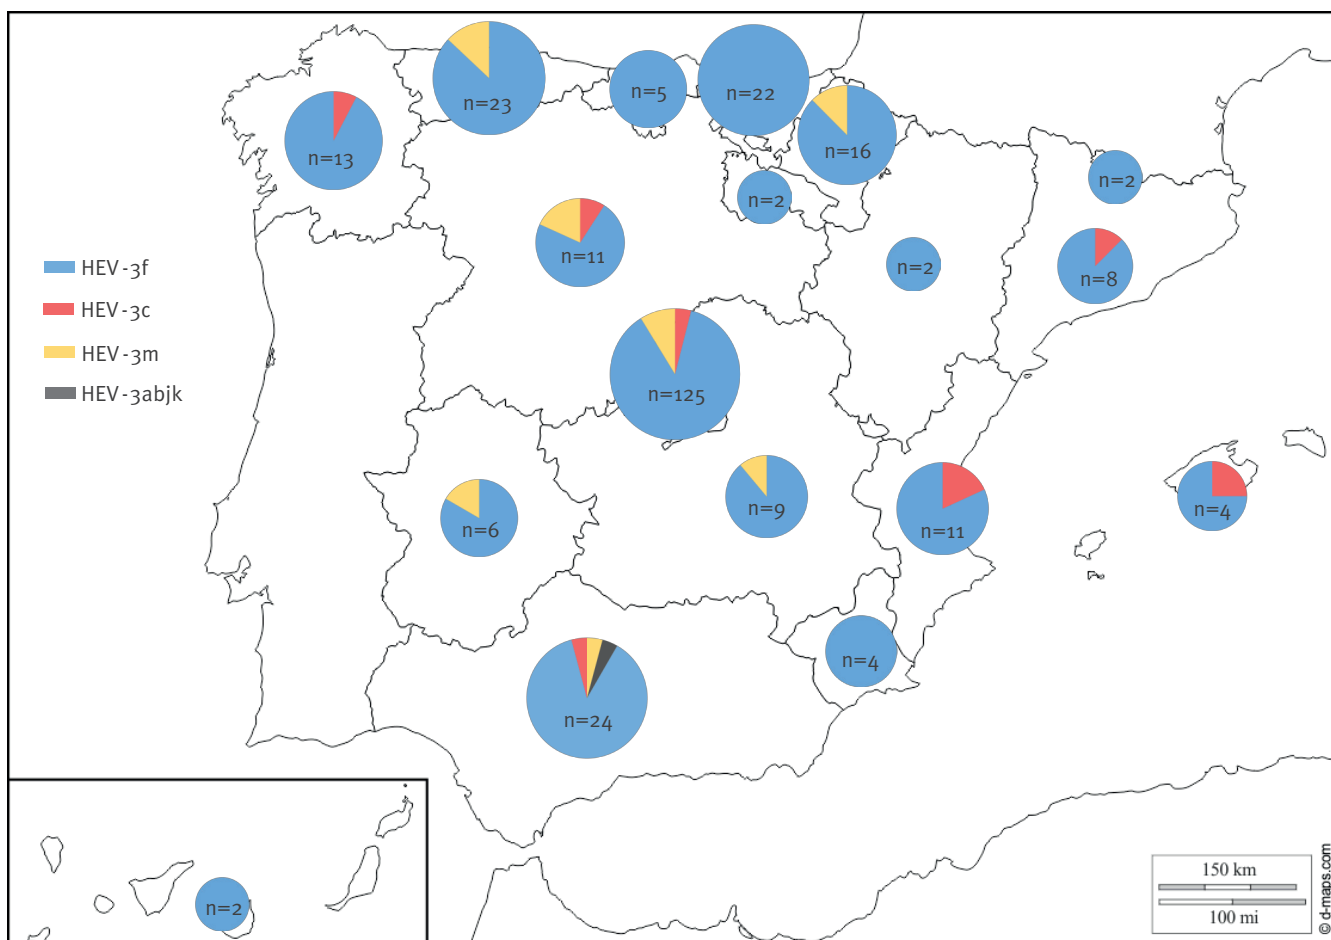 n=23
n=5
n=22
n=13
n=16
n=2
n=2
n=11
n=2
n=8
HEV-3f
HEV-3c
HEV-3m
HEV-3abjk
n=125
n=6
n=9
n=11
n=4
n=24
n=4
n=2
150 km
100 mi
© d-maps.com